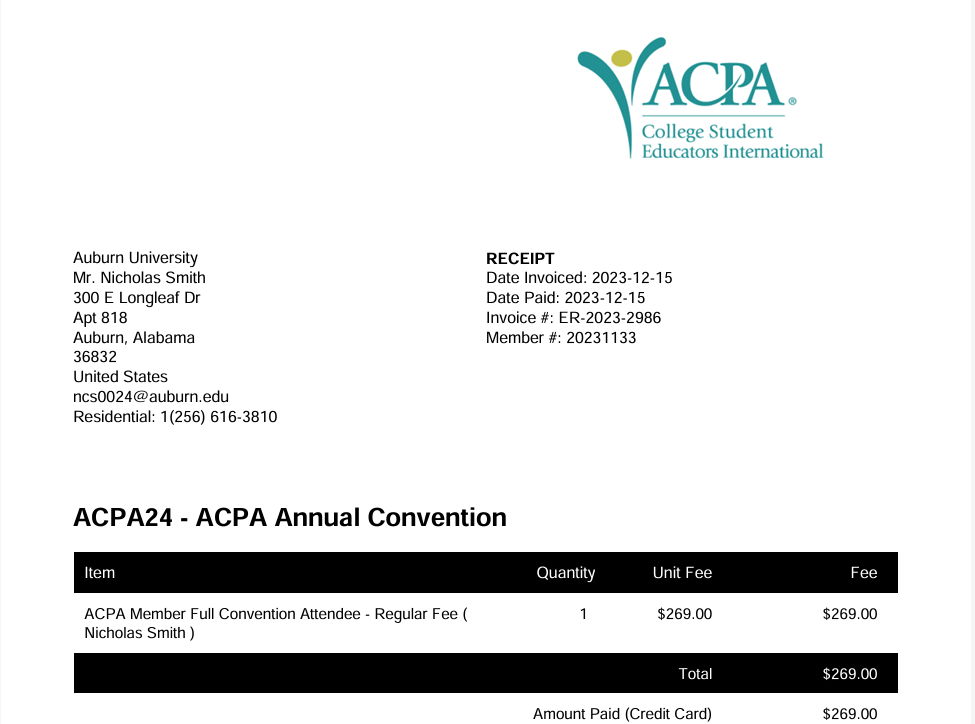 ACPA®
College Student
Educators International
Auburn University
Mr. Nicholas Smith
300 E Longleaf Dr
Apt 818
Auburn, Alabama
36832
United States
ncs0024@auburn.edu
Residential: 1(256) 616-3810
RECEIPT
Date Invoiced: 2023-12-15
Date Paid: 2023-12-15
Invoice #: ER-2023-2986
Member #: 20231133
ACPA24 - ACPA Annual Convention
Item Quantity Unit Fee Fee
ACPA Member Full Convention Attendee - Regular Fee ( 1 $269.00 $269.00
Nicholas Smith )
Total $269.00
Amount Paid (Credit Card) $269.00